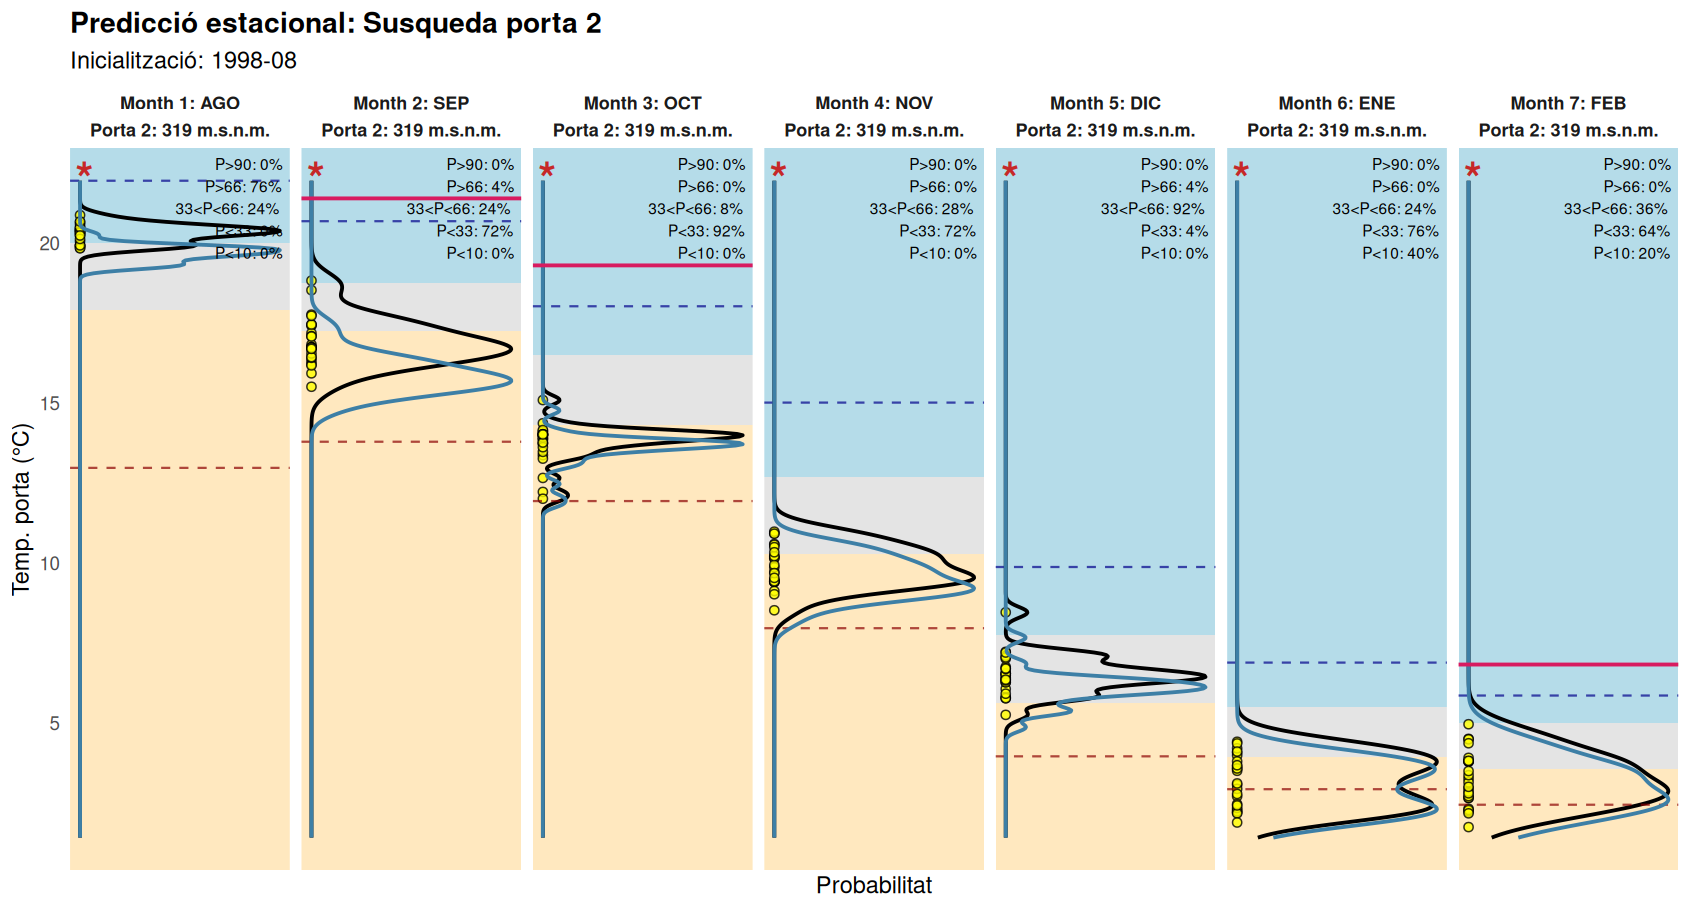 Predicció estacional: Susqueda porta 2
Inicialització: 1998-08
Month 1: AGO
Porta 2: 319 m.s.n.m.
Month 2: SEP
Porta 2: 319 m.s.n.m.
Month 3: OCT
Porta 2: 319 m.s.n.m.
Month 4: NOV
Porta 2: 319 m.s.n.m.
Month 5: DIC
Porta 2: 319 m.s.n.m.
Month 6: ENE
Porta 2: 319 m.s.n.m.
Month 7: FEB
Porta 2: 319 m.s.n.m.
*
P>90: 0%
P>66: 76%
33<P<66: 24%
P<33: 0%
P<10: 0%
*
P>90: 0%
P>66: 4%
33<P<66: 24%
P<33: 72%
P<10: 0%
*
P>90: 0%
P>66: 0%
33<P<66: 8%
P<33: 92%
P<10: 0%
*
P>90: 0%
P>66: 0%
33<P<66: 28%
P<33: 72%
P<10: 0%
*
P>90: 0%
P>66: 4%
33<P<66: 92%
P<33: 4%
P<10: 0%
*
P>90: 0%
P>66: 0%
33<P<66: 24%
P<33: 76%
P<10: 40%
*
P>90: 0%
P>66: 0%
33<P<66: 36%
P<33: 64%
P<10: 20%
20
15
10
5
Temp. porta (°C)
Probabilitat